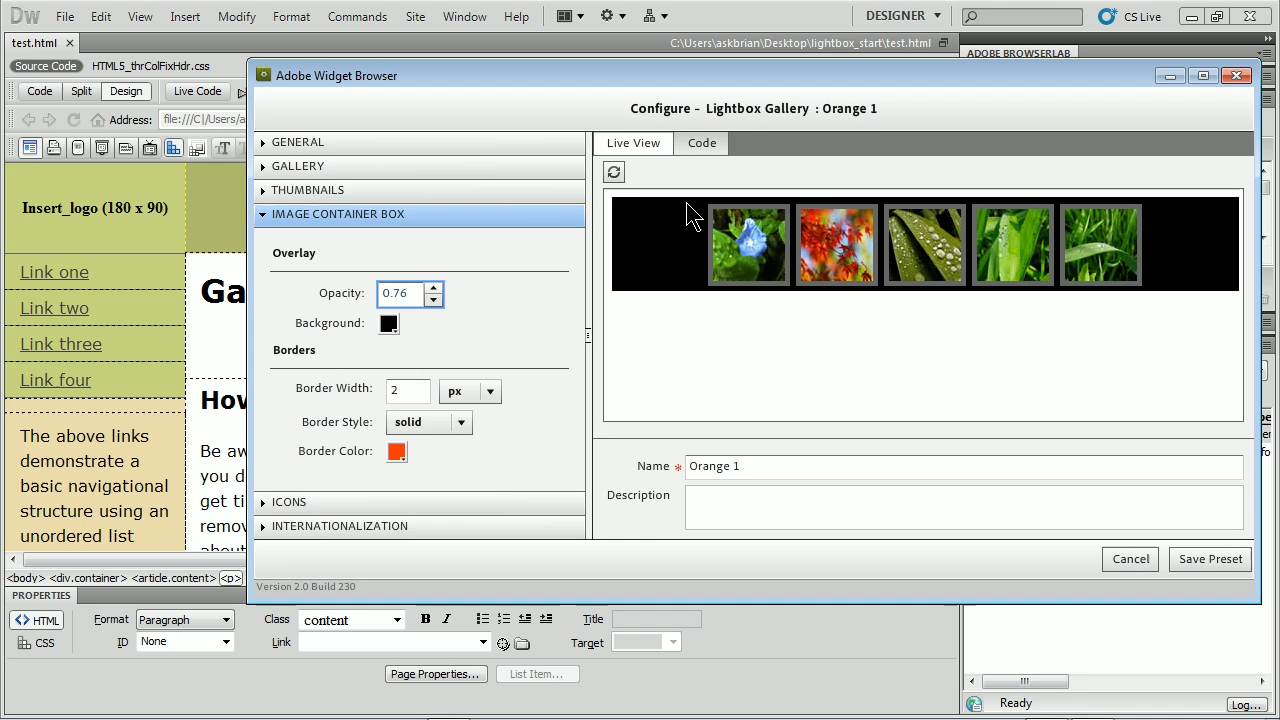 Dw File Edit View Insert Modify Format Commands Site Window Help DESIGNER CS Live
test.html × C:\Users\askbrian\Desktop\lightbox_start\test.html ADOBE BROWSERLAB
Source Code HTML5_thrColFixHdr.css
Code Split Design Live Code
Address: file:///C|/Users/a
Adobe Widget Browser
Configure - Lightbox Gallery : Orange 1
GENERAL
GALLERY
THUMBNAILS
IMAGE CONTAINER BOX
Overlay
Opacity: 0.76
Background:
Borders
Border Width: 2 px
Border Style: solid
Border Color:
ICONS
INTERNATIONALIZATION
Live View Code
Name * Orange 1
Description
Cancel Save Preset
Version 2.0 Build 230
Insert_logo (180 x 90)
Link one
Link two
Link three
Link four
The above links
demonstrate a
basic navigational
structure using an
unordered list
Ga
How
Be aw
you d
get ti
remov
about
<body> <div.container> <article.content> <p>
PROPERTIES
HTML Format Paragraph Class content B I Title
CSS ID None Link Target
Page Properties... List Item...
Ready Log...